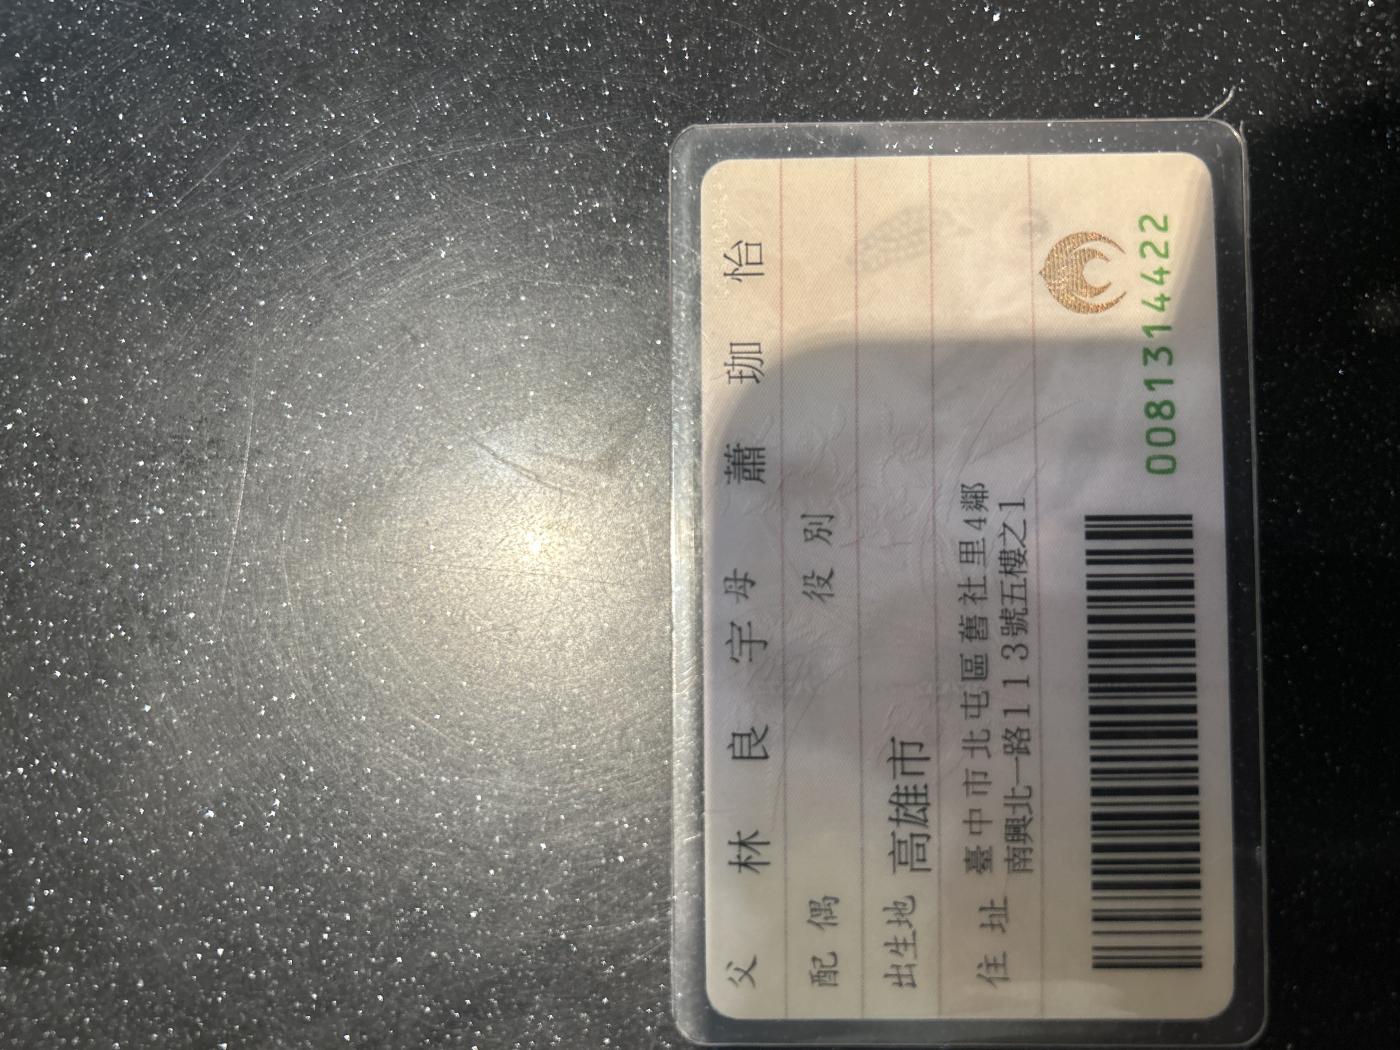 父 林良宇 母 蕭珈怡
配偶 役別
出生地 高雄市
住址 臺中市北屯區舊社里4鄰
南興北一路113號五樓之1
0081314422